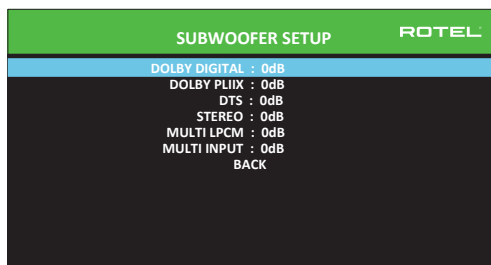 SUBWOOFER SETUP
ROTEL
DOLBY DIGITAL : 0dB
DOLBY PLIIX : 0dB
DTS : 0dB
STEREO : 0dB
MULTI LPCM : 0dB
MULTI INPUT : 0dB
BACK